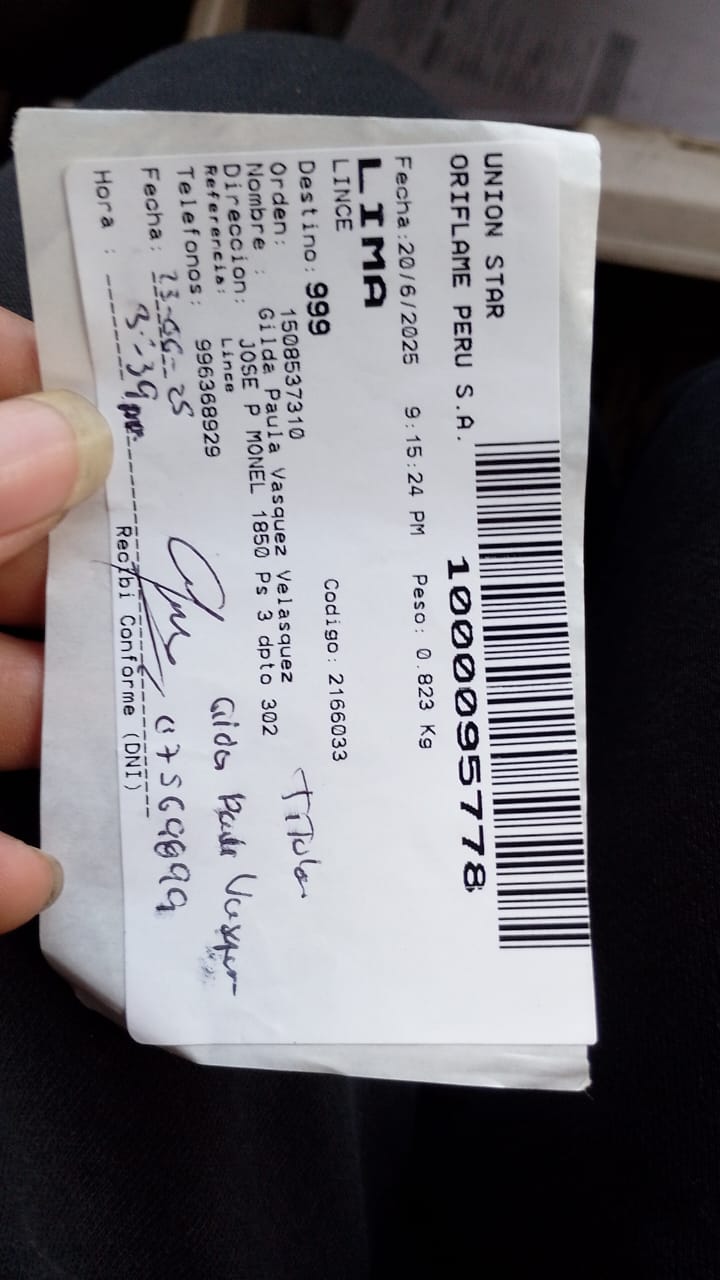 UNION STAR
ORIFLAME PERU S.A.
1000095778
Fecha:20/6/2025 9:15:24 PM Peso: 0.823 Kg
LIMA
LINCE
Destino: 999 Codigo: 2166033
Orden: 1508537310
Nombre : Gilda Paula Vasquez Velasquez
Direccion: JOSE P MONEL 1850 Ps 3 dpto 302
Referencia: Lince
Telefonos: 996368929
Titular
Gilda Paula Vasquez
Fecha: 23-06-25
Hora : 3:39 pm
Recibi Conforme (DNI)